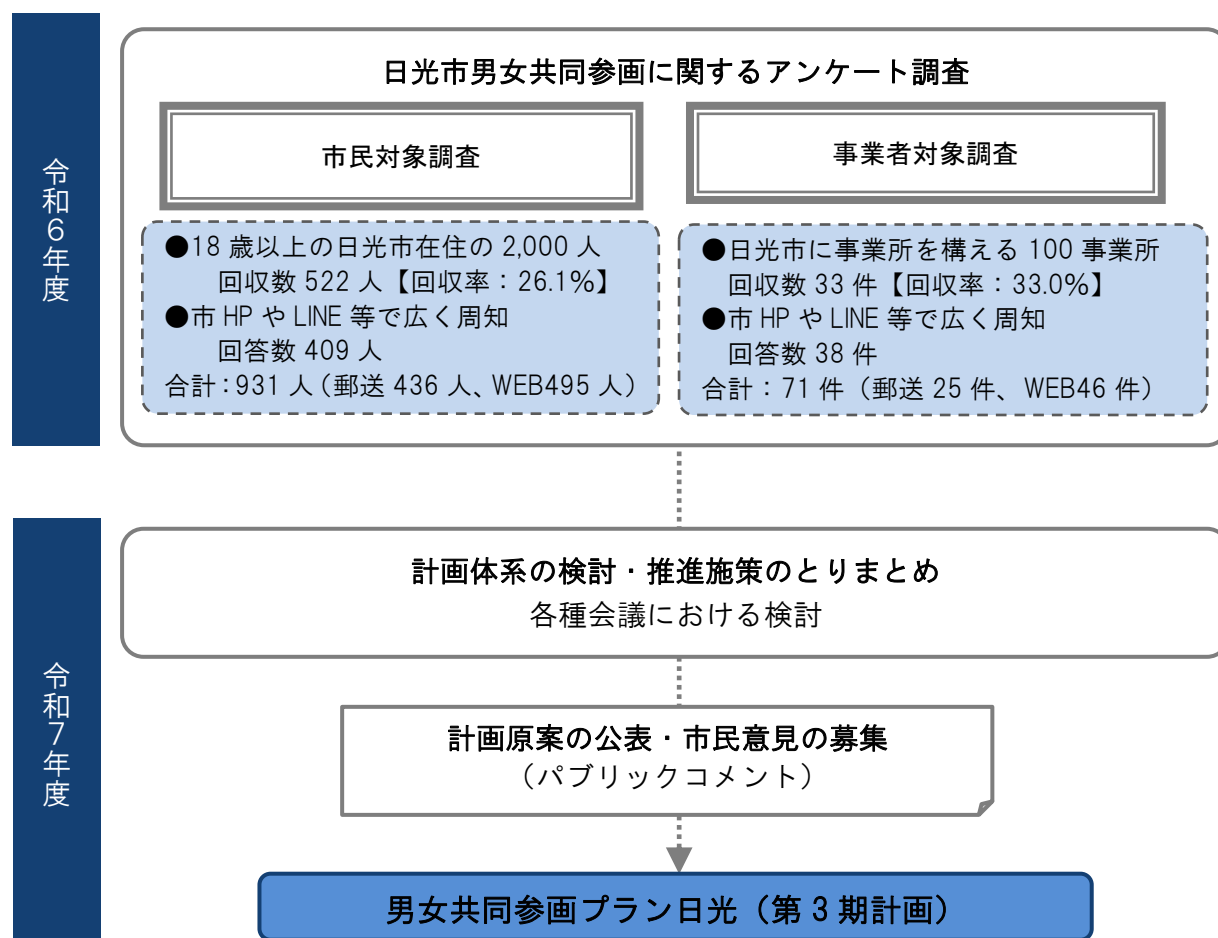 令和６年度
日光市男女共同参画に関するアンケート調査
市民対象調査
●18 歳以上の日光市在住の 2,000 人
回収数 522 人【回収率：26.1％】
●市 HP や LINE 等で広く周知
回答数 409 人
合計：931 人（郵送 436 人、WEB495 人）
事業者対象調査
●日光市に事業所を構える 100 事業所
回収数 33 件【回収率：33.0％】
●市 HP や LINE 等で広く周知
回答数 38 件
合計：71 件（郵送 25 件、WEB46 件）
令和７年度
計画体系の検討・推進施策のとりまとめ
各種会議における検討
計画原案の公表・市民意見の募集
（パブリックコメント）
男女共同参画プラン日光（第３期計画）